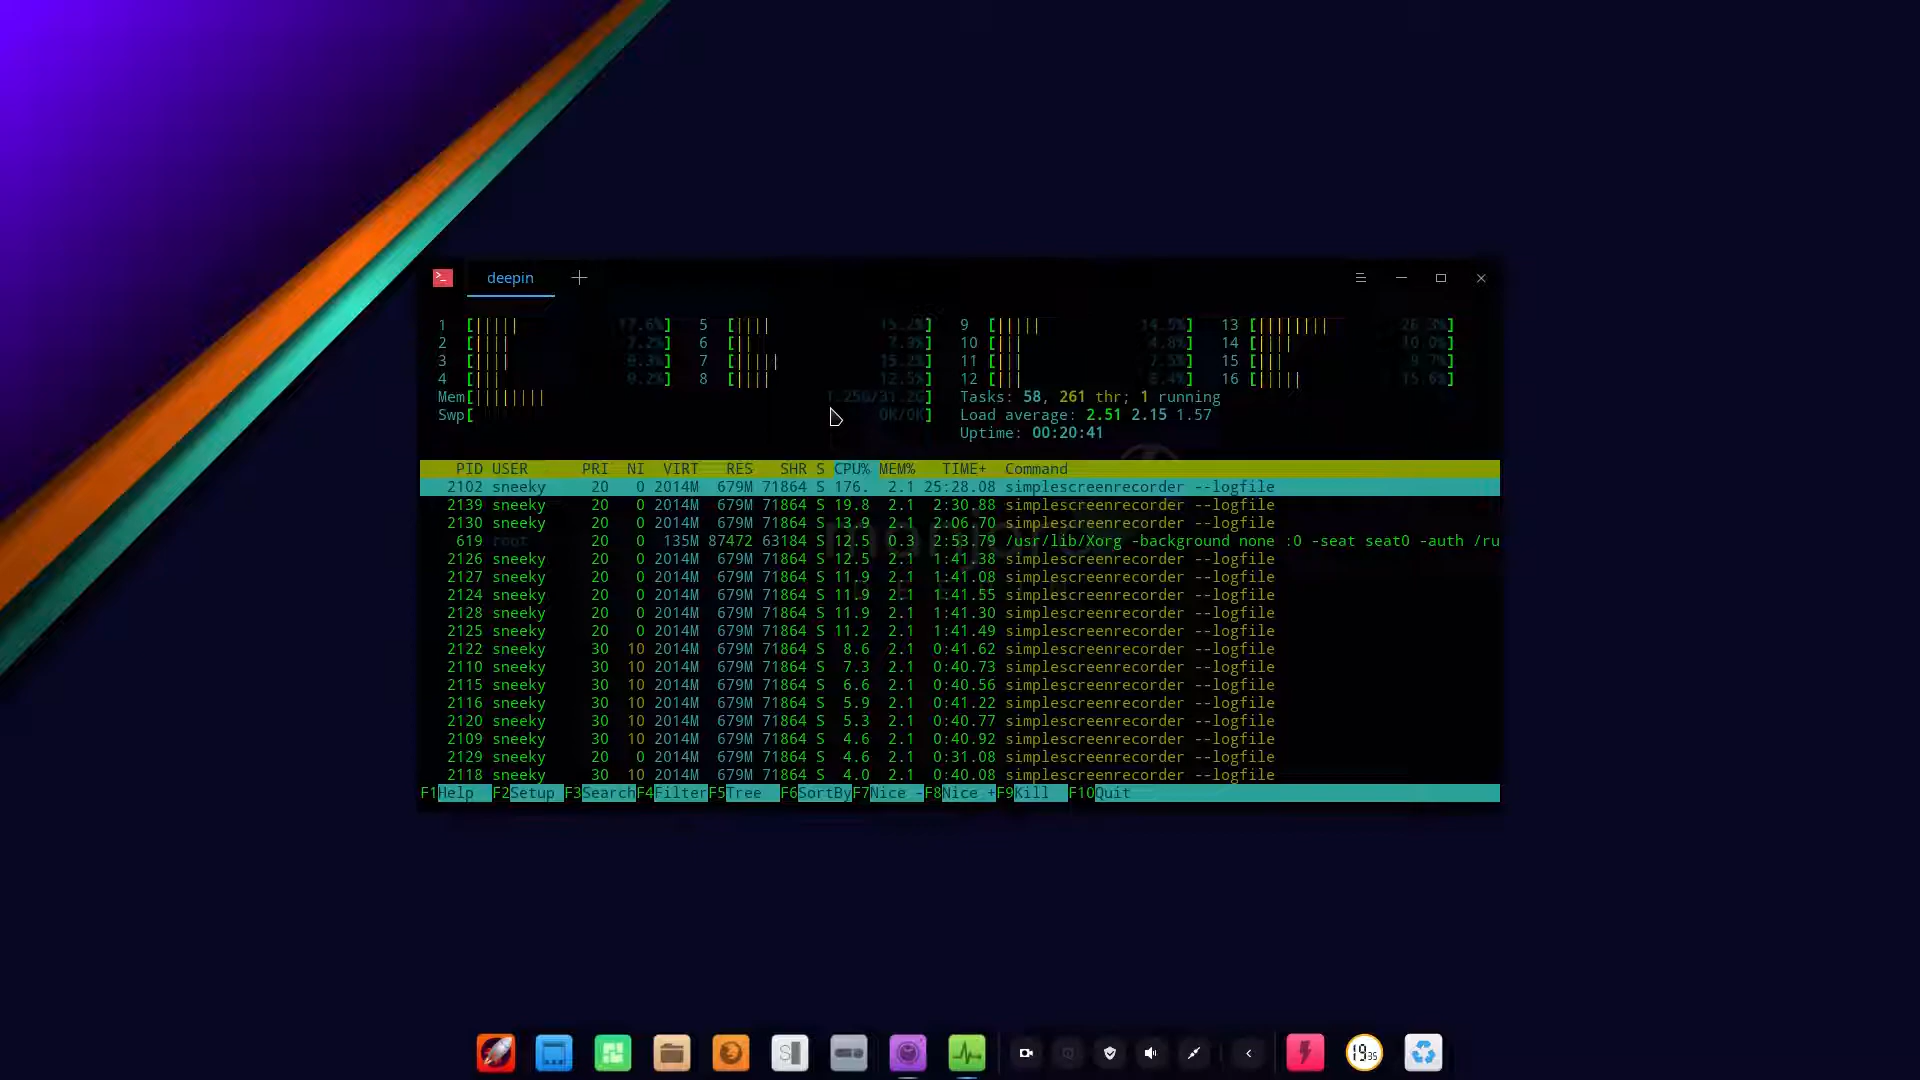 deepin
1 [||||| 17.6%] 5 [|||| 15.2%] 9 [||||| 14.5%] 13 [|||||||| 26.3%]
2 [|||| 7.2%] 6 [|| 7.3%] 10 [||| 4.8%] 14 [|||| 10.0%]
3 [|||| 8.3%] 7 [||||| 15.2%] 11 [||| 7.5%] 15 [||| 9.7%]
4 [||| 12.5%] 8 [|||| 12.5%] 12 [||| 8.4%] 16 [||||| 15.6%]
Mem[|||||||| 1.25G/31.2G] Tasks: 58, 261 thr; 1 running
Swp[ 0K/0K] Load average: 2.51 2.15 1.57
Uptime: 00:20:41
PID USER PRI NI VIRT RES SHR S CPU% MEM% TIME+ Command
2102 sneeky 20 0 2014M 679M 71864 S 176. 2.1 25:28.08 simplescreenrecorder --logfile
2139 sneeky 20 0 2014M 679M 71864 S 19.8 2.1 2:30.88 simplescreenrecorder --logfile
2130 sneeky 20 0 2014M 679M 71864 S 13.9 2.1 2:06.70 simplescreenrecorder --logfile
619 root 20 0 135M 87472 63184 S 12.5 0.3 2:53.79 /usr/lib/Xorg -background none :0 -seat seat0 -auth /ru
2126 sneeky 20 0 2014M 679M 71864 S 12.5 2.1 1:41.38 simplescreenrecorder --logfile
2127 sneeky 20 0 2014M 679M 71864 S 11.9 2.1 1:41.08 simplescreenrecorder --logfile
2124 sneeky 20 0 2014M 679M 71864 S 11.9 2.1 1:41.55 simplescreenrecorder --logfile
2128 sneeky 20 0 2014M 679M 71864 S 11.9 2.1 1:41.30 simplescreenrecorder --logfile
2125 sneeky 20 0 2014M 679M 71864 S 11.2 2.1 1:41.49 simplescreenrecorder --logfile
2122 sneeky 30 10 2014M 679M 71864 S 8.6 2.1 0:41.62 simplescreenrecorder --logfile
2110 sneeky 30 10 2014M 679M 71864 S 7.3 2.1 0:40.73 simplescreenrecorder --logfile
2115 sneeky 30 10 2014M 679M 71864 S 6.6 2.1 0:40.56 simplescreenrecorder --logfile
2116 sneeky 30 10 2014M 679M 71864 S 5.9 2.1 0:41.22 simplescreenrecorder --logfile
2120 sneeky 30 10 2014M 679M 71864 S 5.3 2.1 0:40.77 simplescreenrecorder --logfile
2109 sneeky 30 10 2014M 679M 71864 S 4.6 2.1 0:40.92 simplescreenrecorder --logfile
2129 sneeky 20 0 2014M 679M 71864 S 4.6 2.1 0:31.08 simplescreenrecorder --logfile
2118 sneeky 30 10 2014M 679M 71864 S 4.0 2.1 0:40.08 simplescreenrecorder --logfile
F1Help F2Setup F3SearchF4FilterF5Tree F6SortByF7Nice -F8Nice +F9Kill F10Quit
19 35